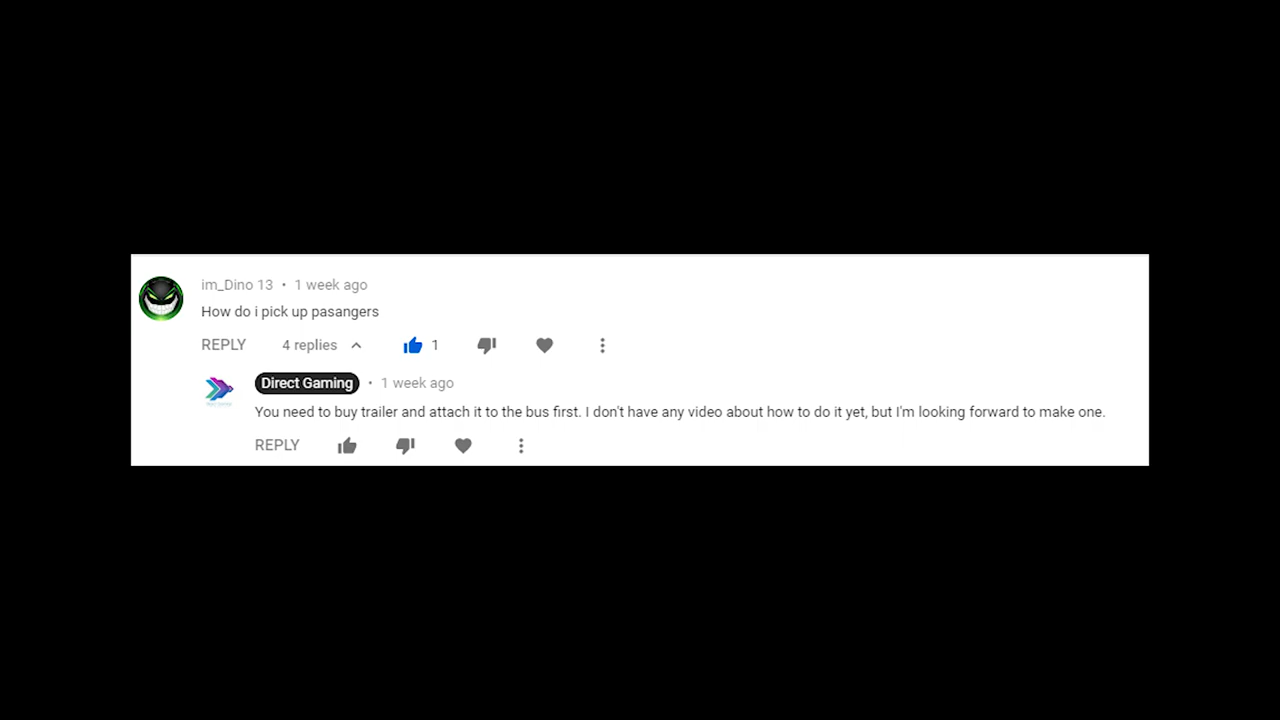 im_Dino 13 • 1 week ago
How do i pick up pasangers
REPLY 4 replies 1
Direct Gaming • 1 week ago
You need to buy trailer and attach it to the bus first. I don't have any video about how to do it yet, but I'm looking forward to make one.
REPLY